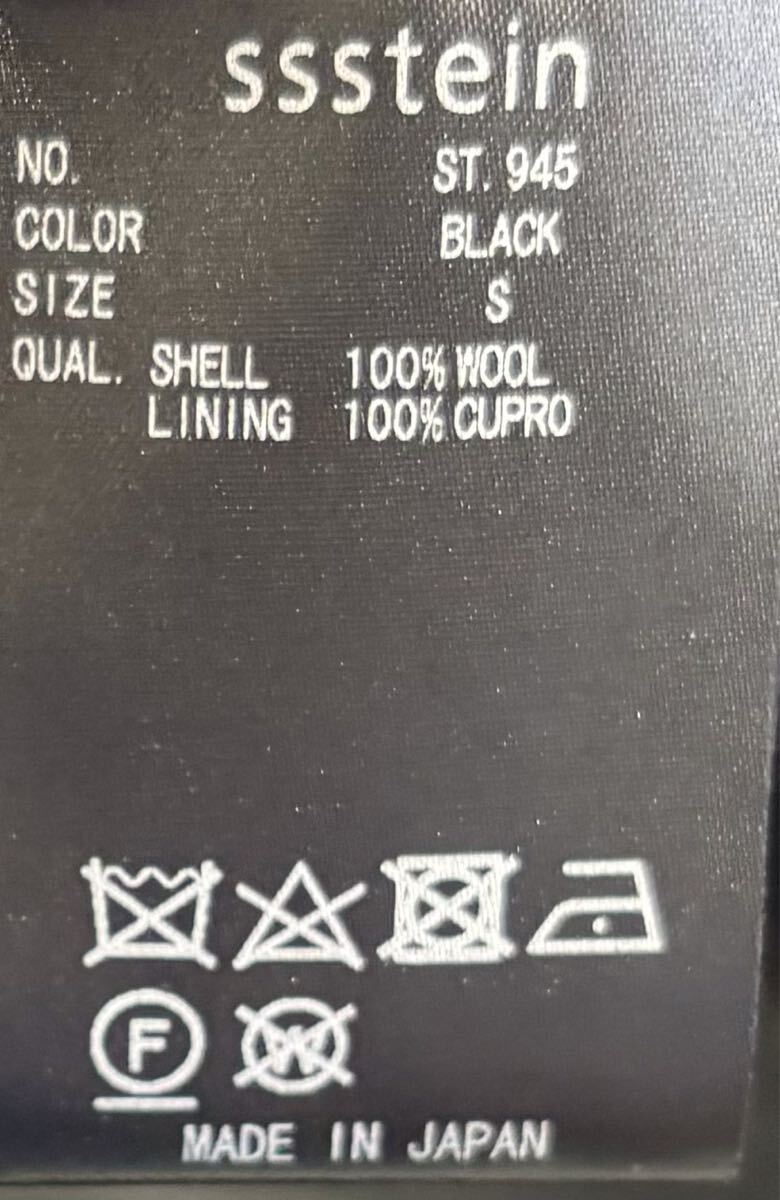 ssstein
NO. ST. 945
COLOR BLACK
SIZE S
QUAL. SHELL 100% WOOL
LINING 100% CUPRO
F W
MADE IN JAPAN